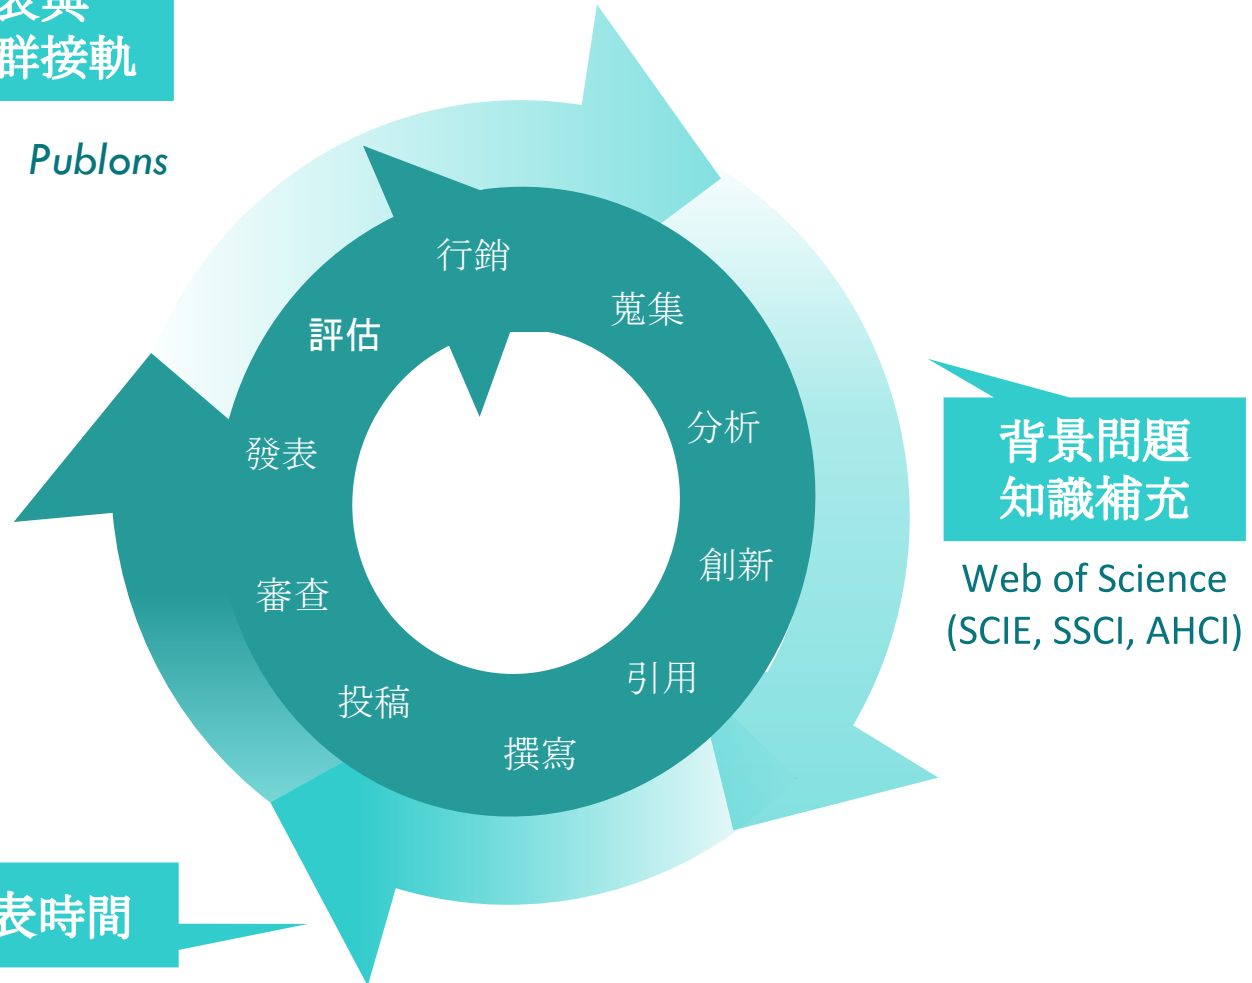 表與
群接軌
Publons
行銷
蒐集
評估
分析
發表
創新
審查
引用
投稿
撰寫
背景問題
知識補充
Web of Science
(SCIE, SSCI, AHCI)
表時間